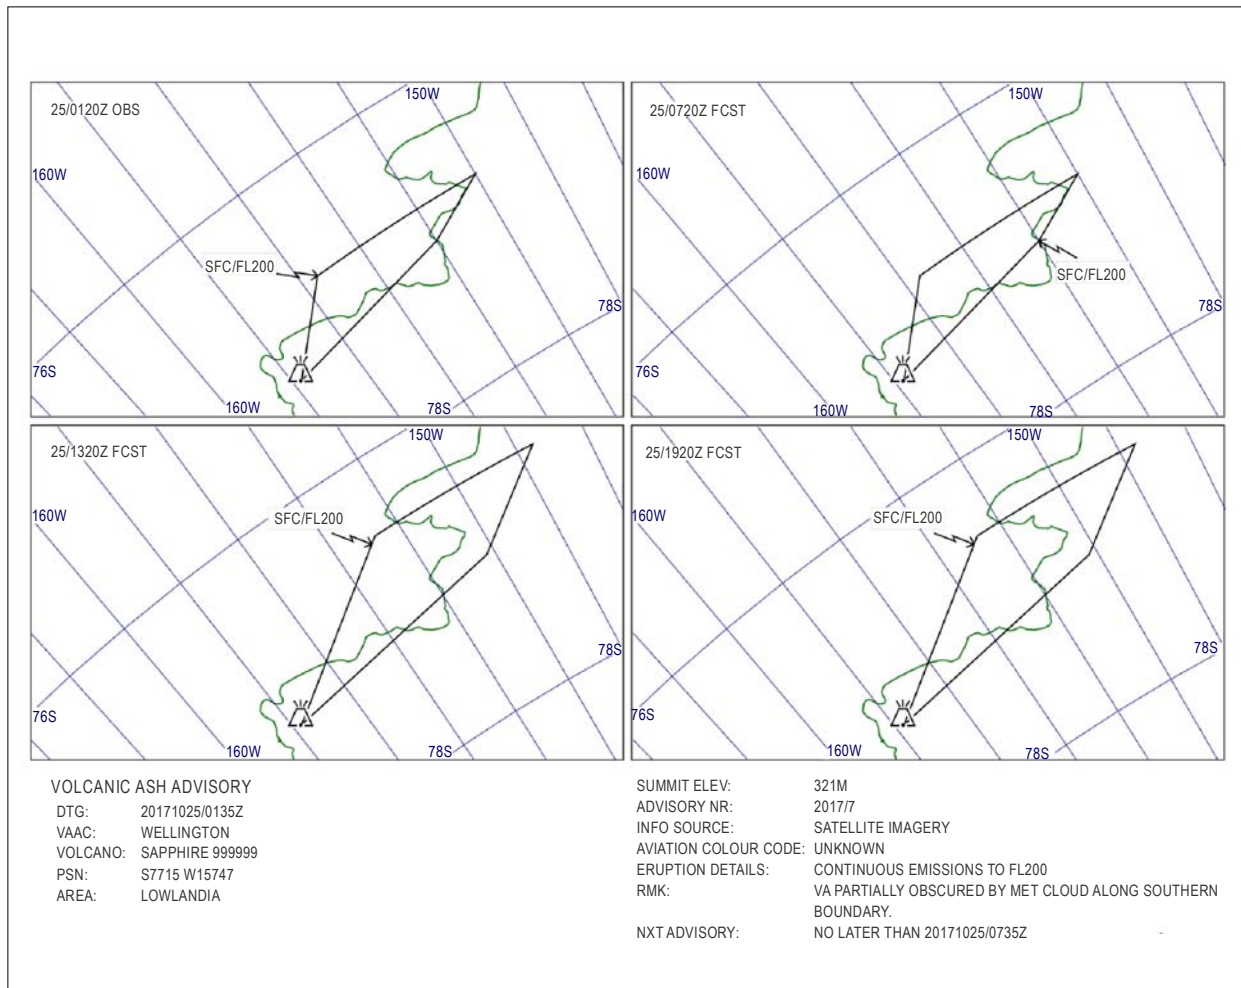 25/0120Z OBS
150W
160W
SFC/FL200
78S
76S
160W
78S
25/0720Z FCST
150W
160W
SFC/FL200
78S
76S
160W
78S
25/1320Z FCST
150W
160W
SFC/FL200
78S
76S
160W
78S
25/1920Z FCST
150W
160W
SFC/FL200
78S
76S
160W
78S
VOLCANIC ASH ADVISORY
DTG: 20171025/0135Z
VAAC: WELLINGTON
VOLCANO: SAPPHIRE 999999
PSN: S7715 W15747
AREA: LOWLANDIA
SUMMIT ELEV: 321M
ADVISORY NR: 2017/7
INFO SOURCE: SATELLITE IMAGERY
AVIATION COLOUR CODE: UNKNOWN
ERUPTION DETAILS: CONTINUOUS EMISSIONS TO FL200
RMK: VA PARTIALLY OBSCURED BY MET CLOUD ALONG SOUTHERN
BOUNDARY.
NXT ADVISORY: NO LATER THAN 20171025/0735Z